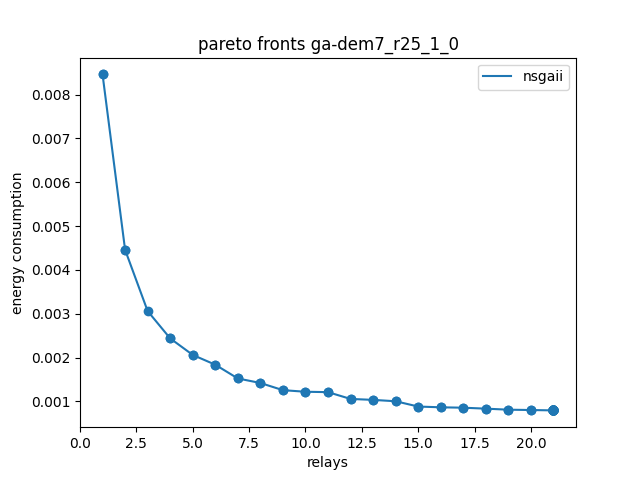 pareto fronts ga-dem7_r25_1_0
nsgaii
0.008
0.007
0.006
0.005
0.004
0.003
0.002
0.001
energy consumption
0.0 2.5 5.0 7.5 10.0 12.5 15.0 17.5 20.0
relays